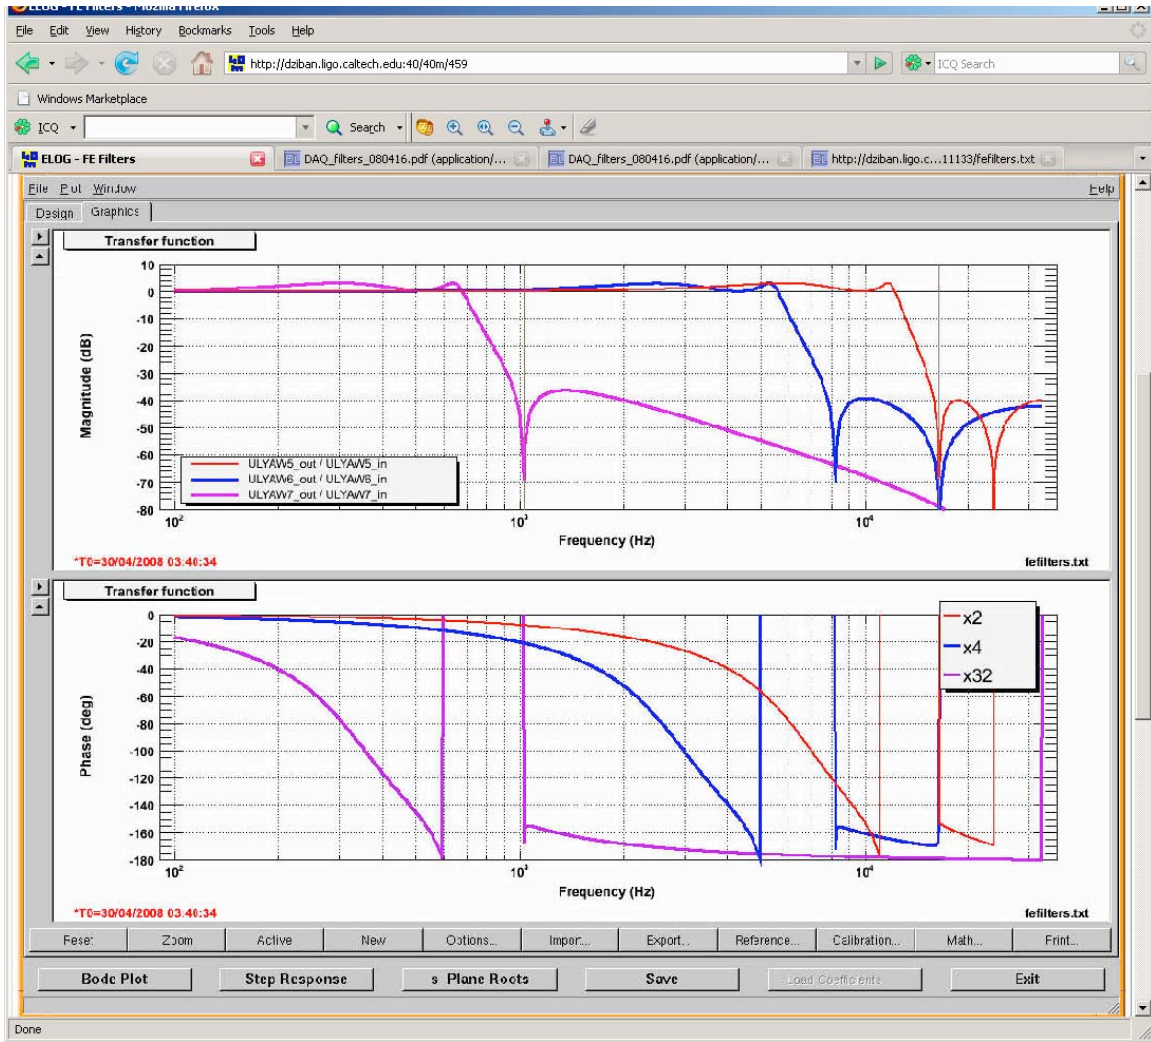 ELOG - FE Filters - Mozilla Firefox
File Edit View History Bookmarks Tools Help
http://dziban.ligo.caltech.edu:40/40m/459
ICQ Search
Windows Marketplace
ICQ Search
ELOG - FE Filters
DAQ_filters_080416.pdf (application/...
DAQ_filters_080416.pdf (application/...
http://dziban.ligo.c...11133/fefilters.txt
File Window Help
Design Graphics
Transfer function
10
0
-10
-20
-30
-40
-50
-60
-70
-80
Magnitude (dB)
ULYAW5_out / ULYAW5_in
ULYAW6_out / ULYAW6_in
ULYAW7_out / ULYAW7_in
10² 10³ 10⁴
Frequency (Hz)
*T0=30/04/2008 03:40:34
fefilters.txt
Transfer function
0
-20
-40
-60
-80
-100
-120
-140
-160
-180
Phase (deg)
x2
x4
x32
10² 10³ 10⁴
Frequency (Hz)
*T0=30/04/2008 03:40:34
fefilters.txt
Reset Zoom Active New Options... Import... Export... Reference... Calibration... Math... Print...
Bode Plot Step Response s Plane Roots Save Load Coefficients Exit
Done